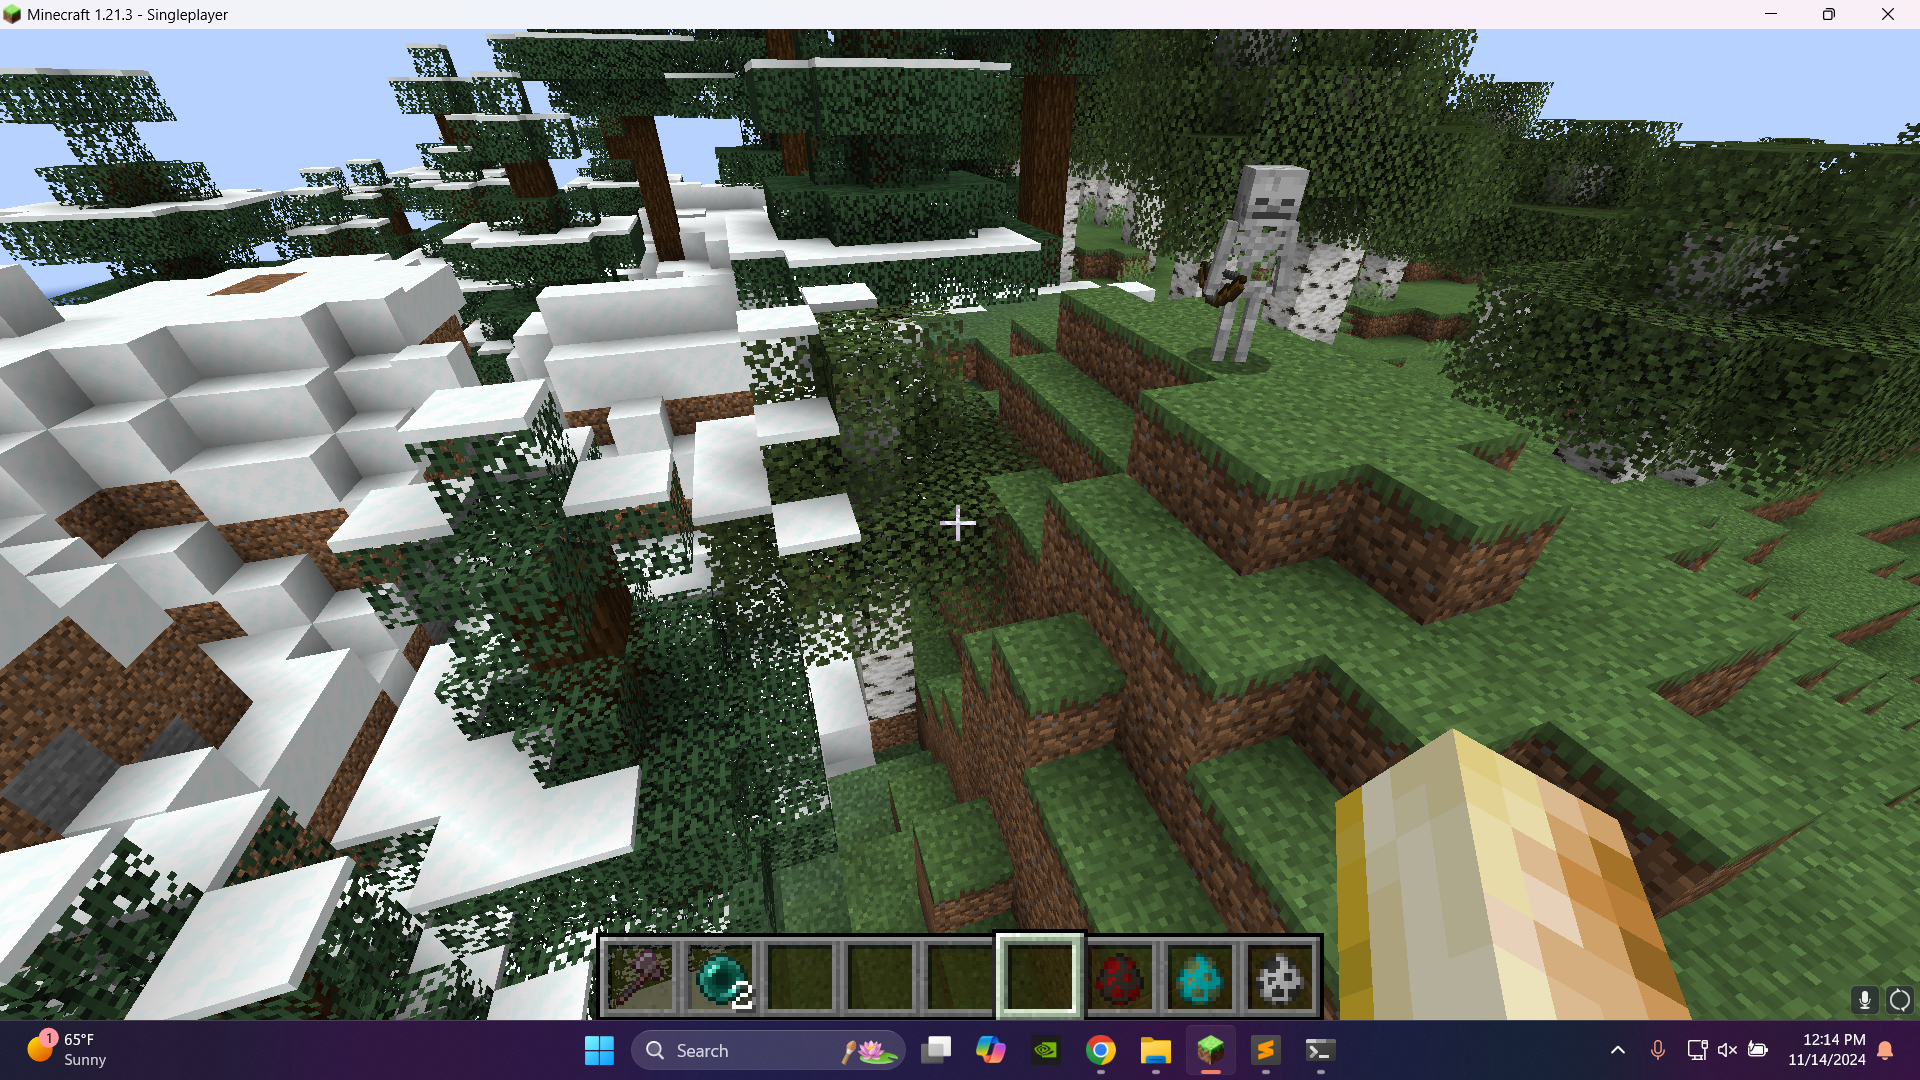 Minecraft 1.21.3 - Singleplayer
2
1
65°F
Sunny
Search
12:14 PM
11/14/2024